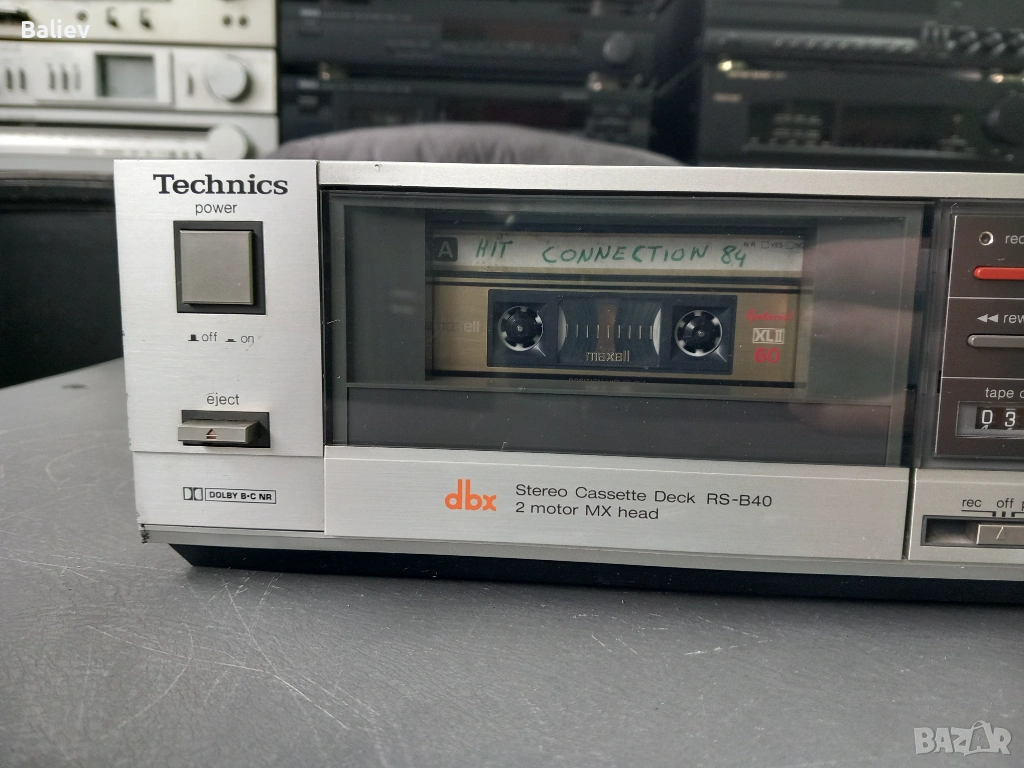 Baliev
Technics
power
off on
eject
DOLBY B·C NR
A HIT CONNECTION 84
maxell
XLII
60
dbx
Stereo Cassette Deck RS-B40
2 motor MX head
rec
rew
tape
03
rec off
BAZAR